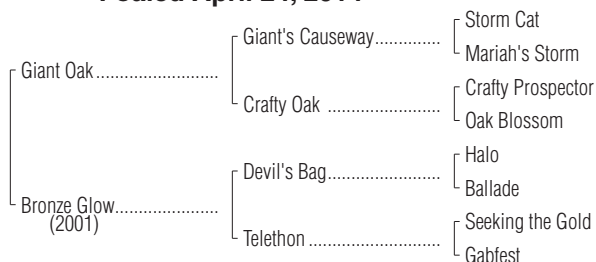 Foaled April 24,
Storm Cat
Giant's Causeway...............
Mariah's Storm
Giant Oak............................
Crafty Prospector
Crafty Oak ..........................
Oak Blossom
Halo
Devil's Bag..........................
Ballade
Bronze Glow........................
(2001)
Seeking the Gold
Telethon ..............................
Gabfest